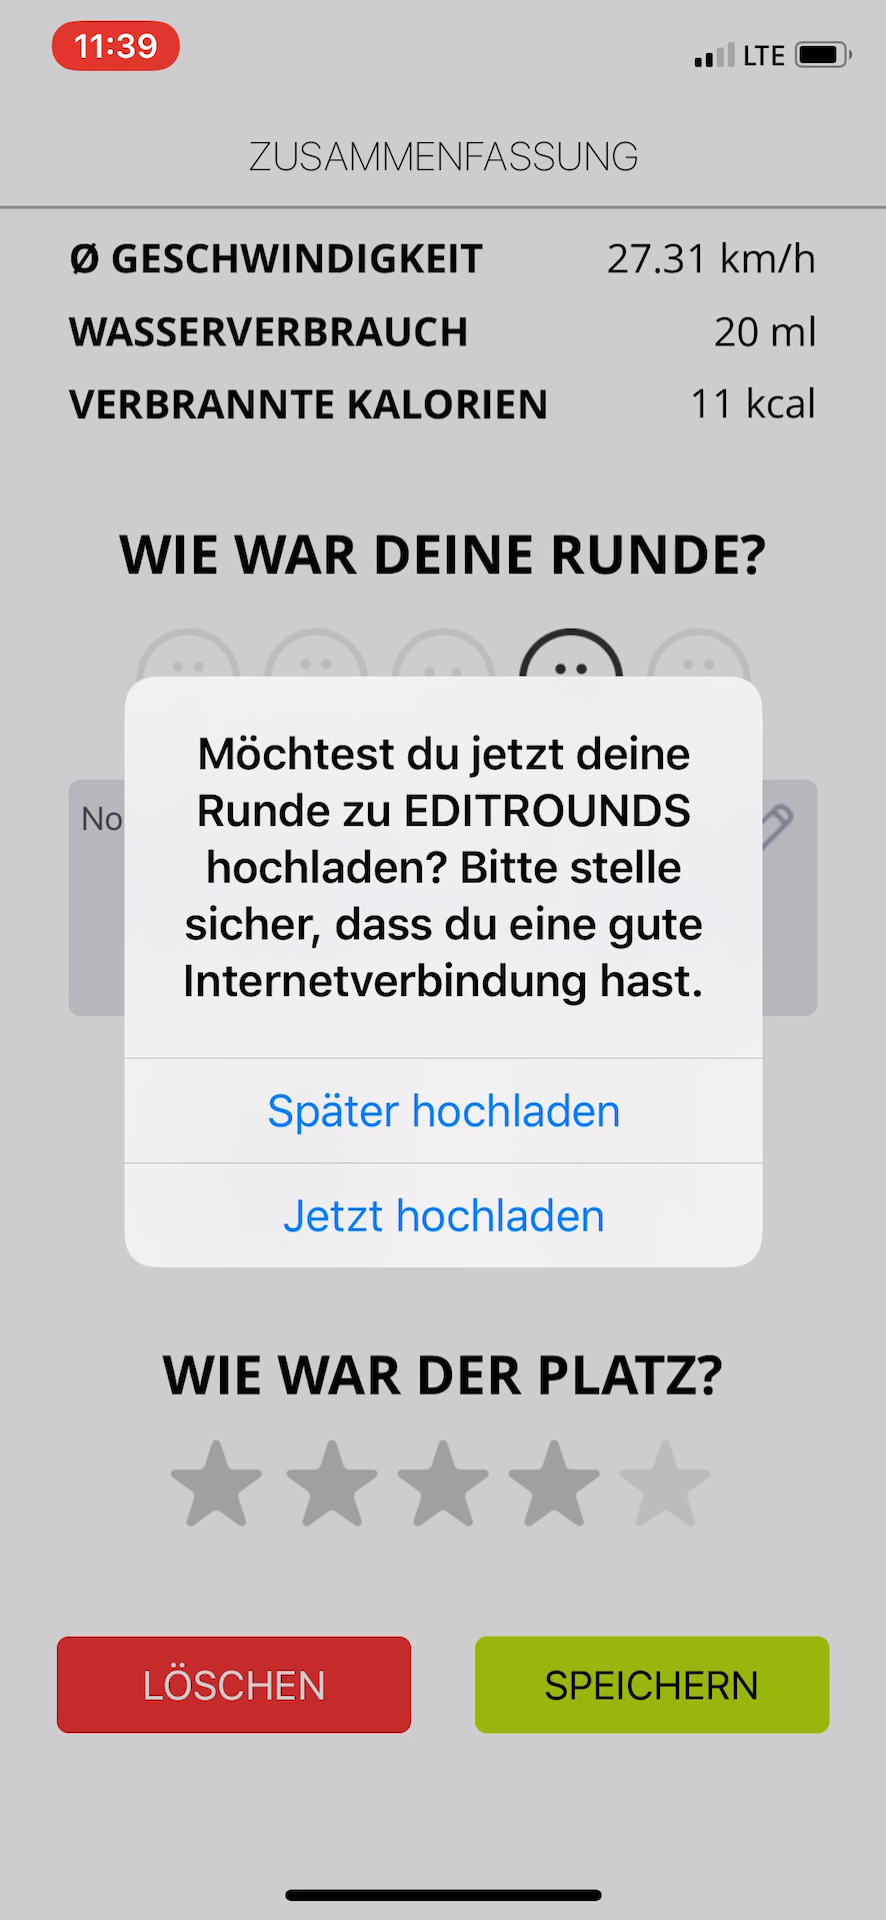 11:39
LTE
ZUSAMMENFASSUNG
Ø GESCHWINDIGKEIT 27.31 km/h
WASSERVERBRAUCH 20 ml
VERBRANNTE KALORIEN 11 kcal
WIE WAR DEINE RUNDE?
No
Möchtest du jetzt deine
Runde zu EDITROUNDS
hochladen? Bitte stelle
sicher, dass du eine gute
Internetverbindung hast.
Später hochladen
Jetzt hochladen
WIE WAR DER PLATZ?
LÖSCHEN SPEICHERN